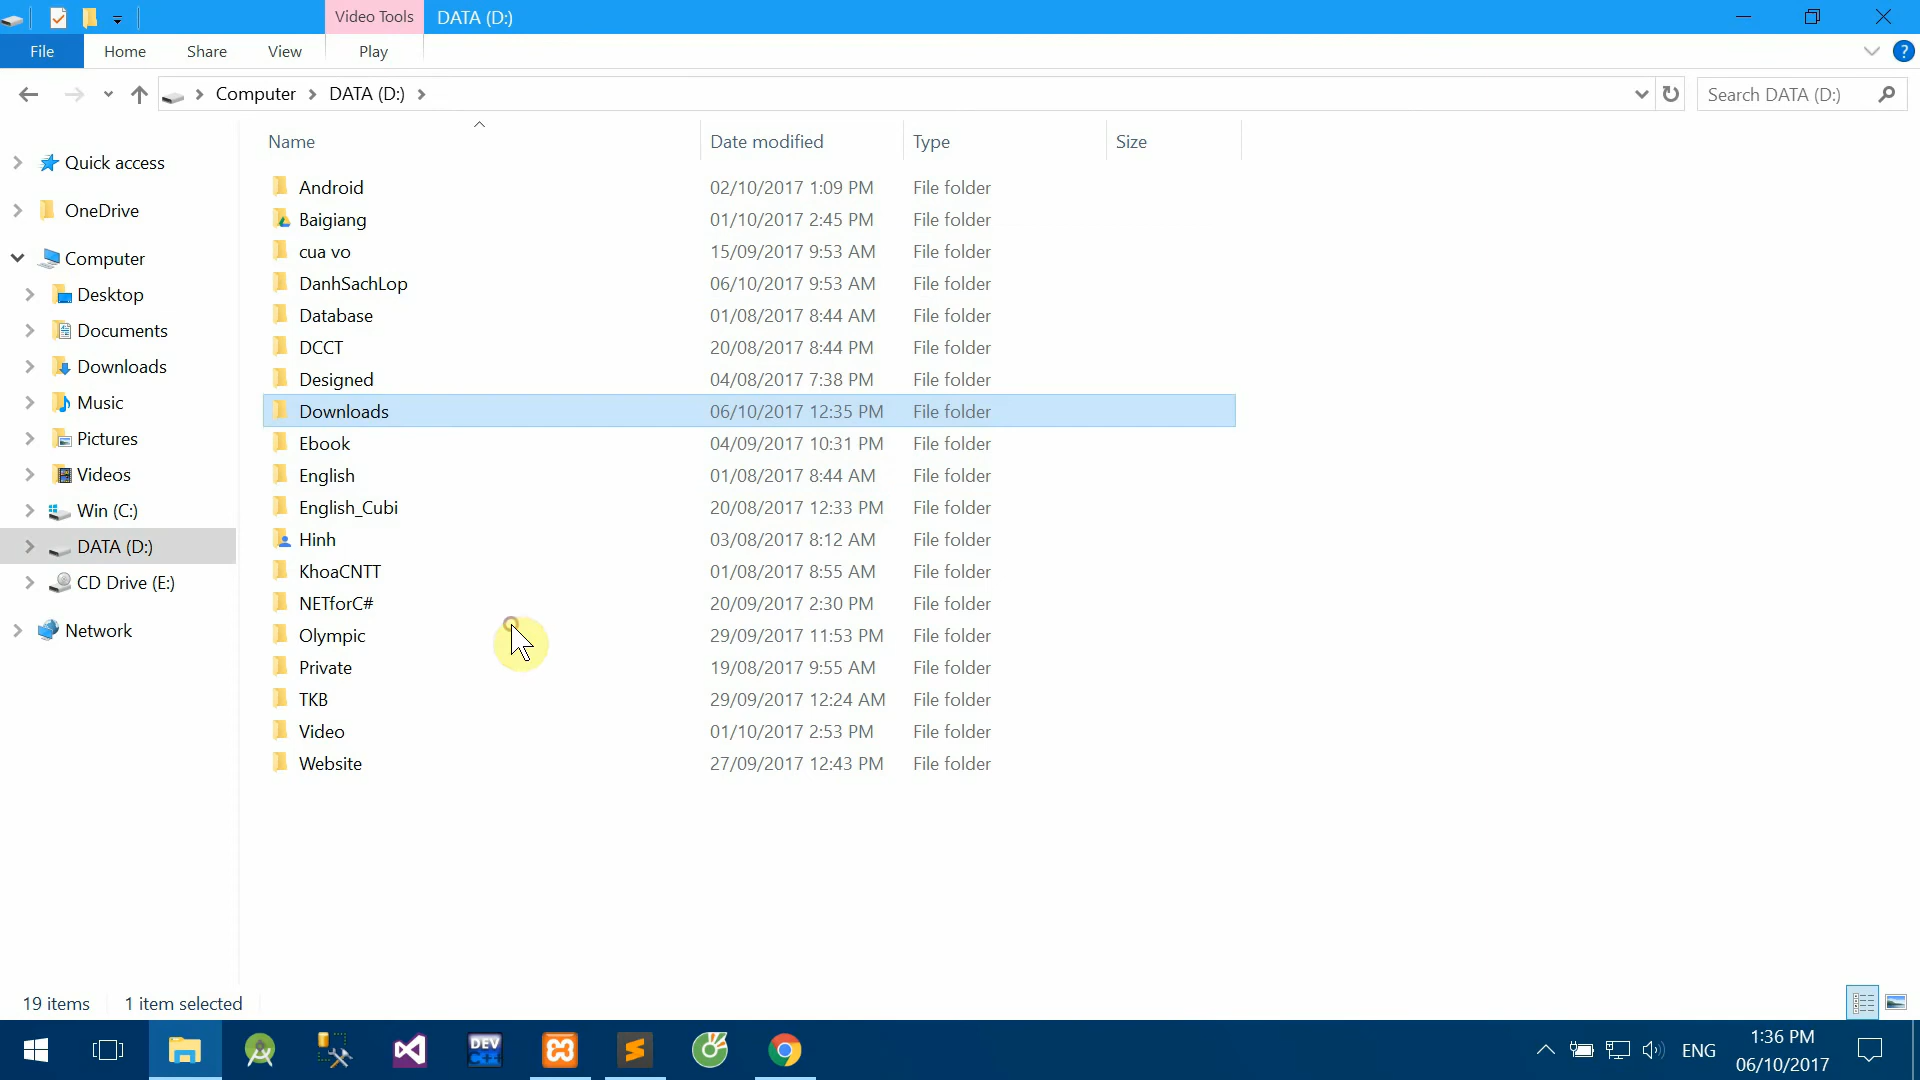 Video Tools DATA (D:)
File Home Share View Play ?
Computer DATA (D:) Search DATA (D:)
Name Date modified Type Size
Quick access
OneDrive
Computer
Desktop
Documents
Downloads
Music
Pictures
Videos
Win (C:)
DATA (D:)
CD Drive (E:)
Network
Android 02/10/2017 1:09 PM File folder
Baigiang 01/10/2017 2:45 PM File folder
cua vo 15/09/2017 9:53 AM File folder
DanhSachLop 06/10/2017 9:53 AM File folder
Database 01/08/2017 8:44 AM File folder
DCCT 20/08/2017 8:44 PM File folder
Designed 04/08/2017 7:38 PM File folder
Downloads 06/10/2017 12:35 PM File folder
Ebook 04/09/2017 10:31 PM File folder
English 01/08/2017 8:44 AM File folder
English_Cubi 20/08/2017 12:33 PM File folder
Hinh 03/08/2017 8:12 AM File folder
KhoaCNTT 01/08/2017 8:55 AM File folder
NETforC# 20/09/2017 2:30 PM File folder
Olympic 29/09/2017 11:53 PM File folder
Private 19/08/2017 9:55 AM File folder
TKB 29/09/2017 12:24 AM File folder
Video 01/10/2017 2:53 PM File folder
Website 27/09/2017 12:43 PM File folder
19 items 1 item selected
DEV C++
ENG
1:36 PM
06/10/2017